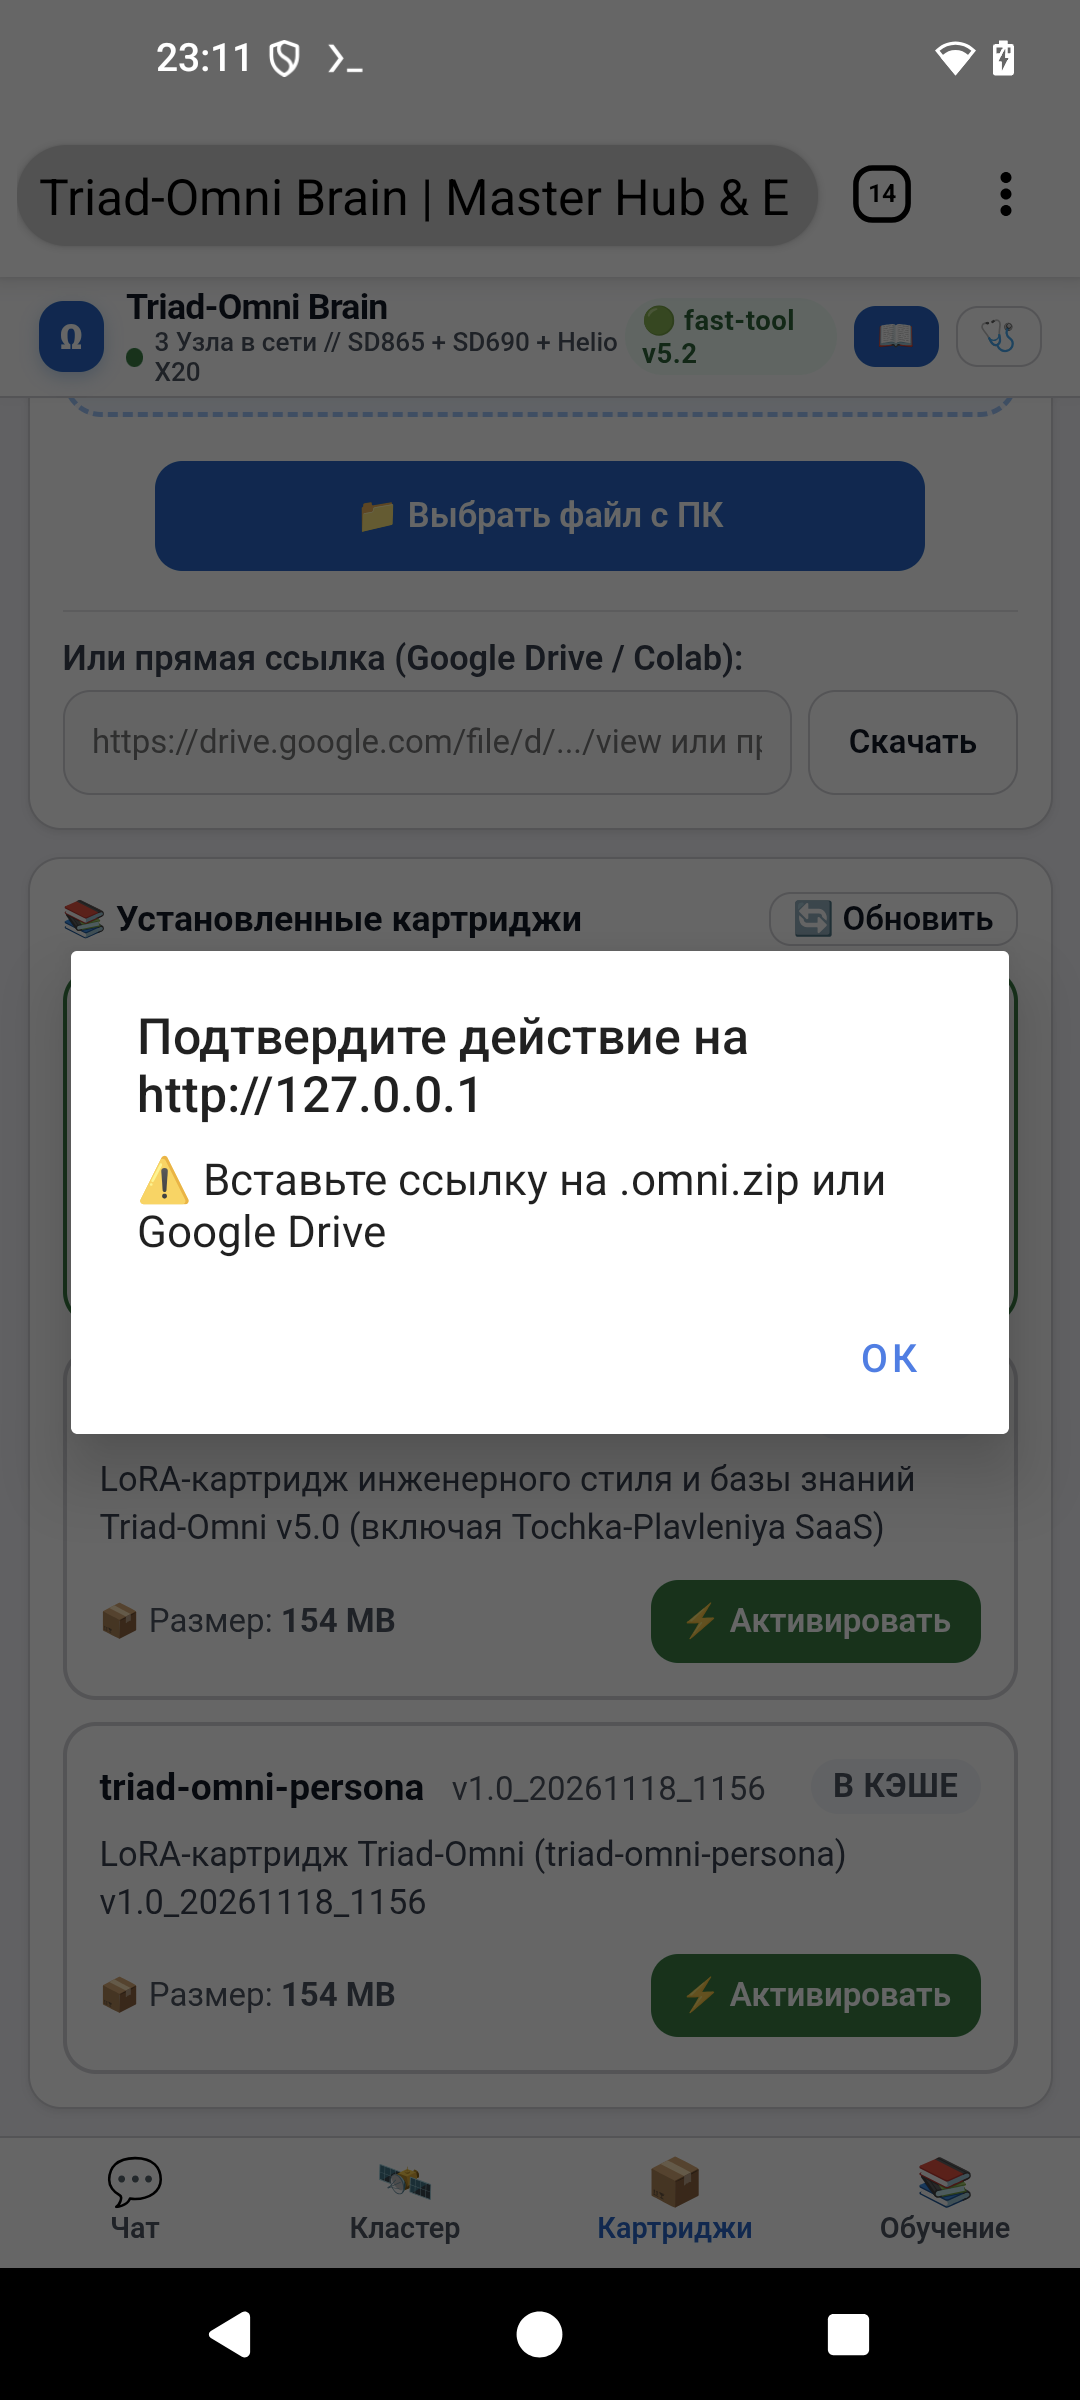 23:11
Triad-Omni Brain | Master Hub & E
14
Ω
Triad-Omni Brain
3 Узла в сети // SD865 + SD690 + Helio
X20
fast-tool
v5.2
📁 Выбрать файл с ПК
Или прямая ссылка (Google Drive / Colab):
https://drive.google.com/file/d/.../view или пр
Скачать
📚 Установленные картриджи
🔄 Обновить
Подтвердите действие на
http://127.0.0.1
⚠️ Вставьте ссылку на .omni.zip или
Google Drive
ОК
LoRA-картридж инженерного стиля и базы знаний
Triad-Omni v5.0 (включая Tochka-Plavleniya SaaS)
📦 Размер: 154 MB
⚡ Активировать
triad-omni-persona v1.0_20261118_1156
В КЭШЕ
LoRA-картридж Triad-Omni (triad-omni-persona)
v1.0_20261118_1156
📦 Размер: 154 MB
⚡ Активировать
Чат
Кластер
Картриджи
Обучение